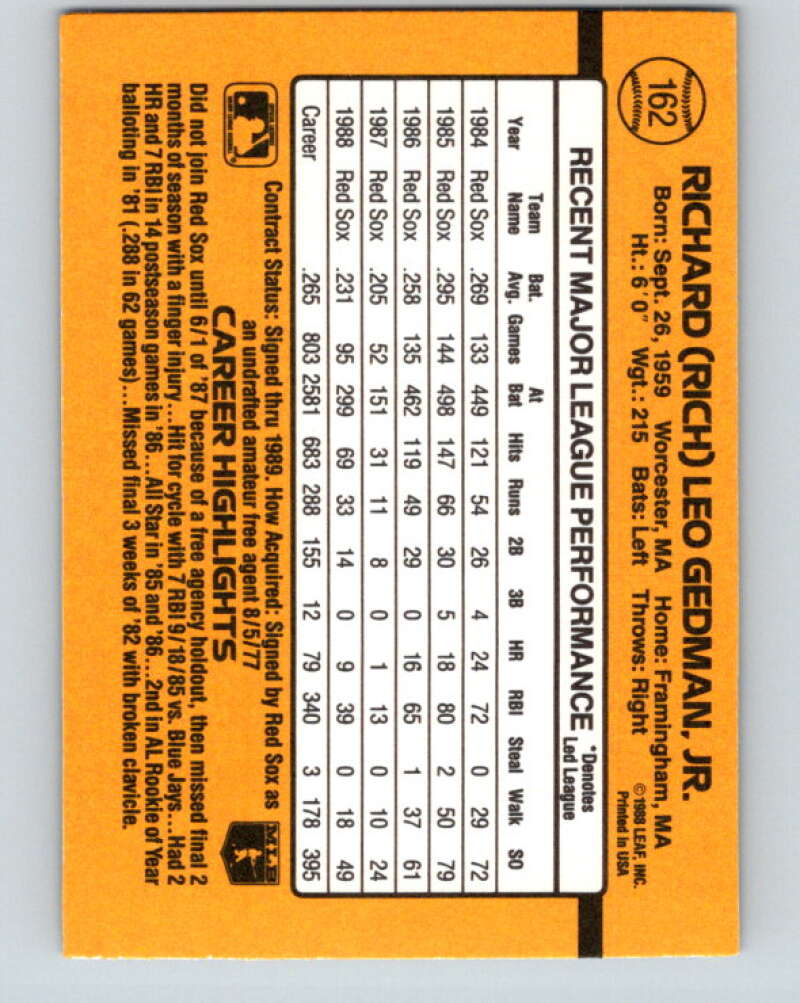 162
RICHARD (RICH) LEO GEDMAN, JR.
Born: Sept. 26, 1959 Worcester, MA Home: Framingham, MA
Ht.: 6'0" Wgt.: 215 Bats: Left Throws: Right
©1988 LEAF, INC.
Printed in USA
RECENT MAJOR LEAGUE PERFORMANCE
*Denotes
Led League
Year Team Name Bat. Avg. Games At Bat Hits Runs 2B 3B HR RBI Steal Walk SO
1984 Red Sox .269 133 449 121 54 26 4 24 72 0 29 72
1985 Red Sox .295 144 498 147 66 30 5 18 80 2 50 79
1986 Red Sox .258 135 462 119 49 29 0 16 65 1 37 61
1987 Red Sox .205 52 151 31 11 8 0 1 13 0 10 24
1988 Red Sox .231 95 299 69 33 14 0 9 39 0 18 49
Career .265 803 2581 683 288 155 12 79 340 3 178 395
Contract Status: Signed thru 1989. How Acquired: Signed by Red Sox as
an undrafted amateur free agent 8/5/77
MLB
CAREER HIGHLIGHTS
Did not join Red Sox until 6/1 of '87 because of a free agency holdout, then missed final 2
months of season with a finger injury...Hit for cycle with 7 RBI 9/18/85 vs. Blue Jays...Had 2
HR and 7 RBI in 14 postseason games in '86...All Star in '85 and '86...2nd in AL Rookie of Year
balloting in '81 (.288 in 62 games)...Missed final 3 weeks of '82 with broken clavicle.